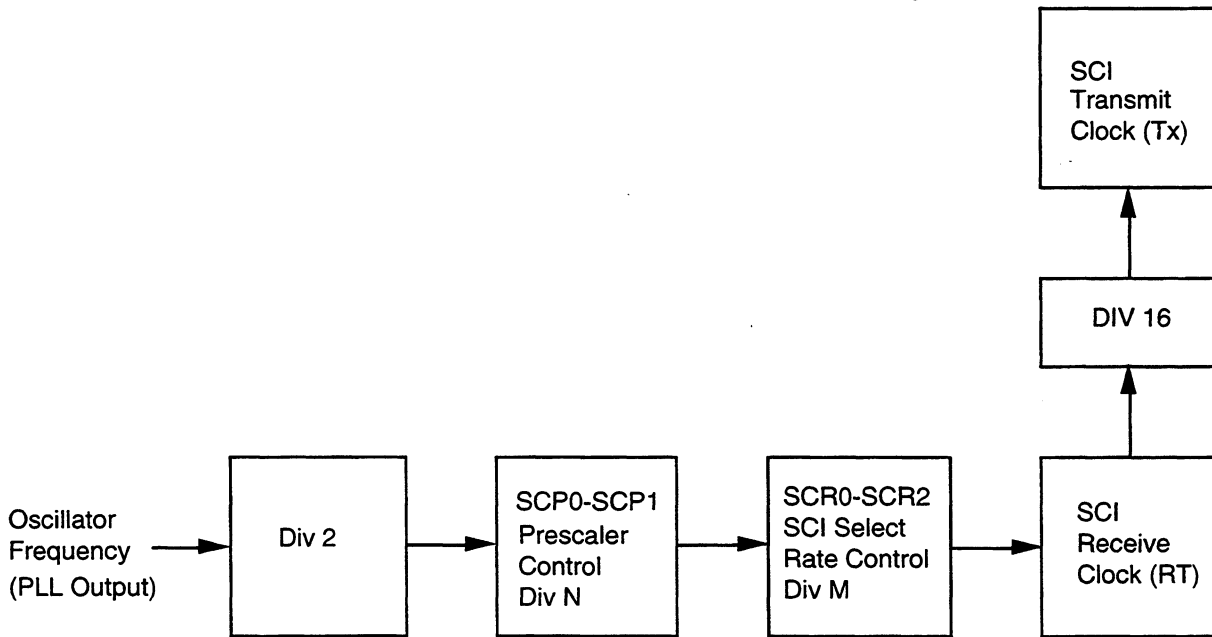 SCI
Transmit
Clock (Tx)
DIV 16
Oscillator
Frequency
(PLL Output)
Div 2
SCP0-SCP1
Prescaler
Control
Div N
SCR0-SCR2
SCI Select
Rate Control
Div M
SCI
Receive
Clock (RT)